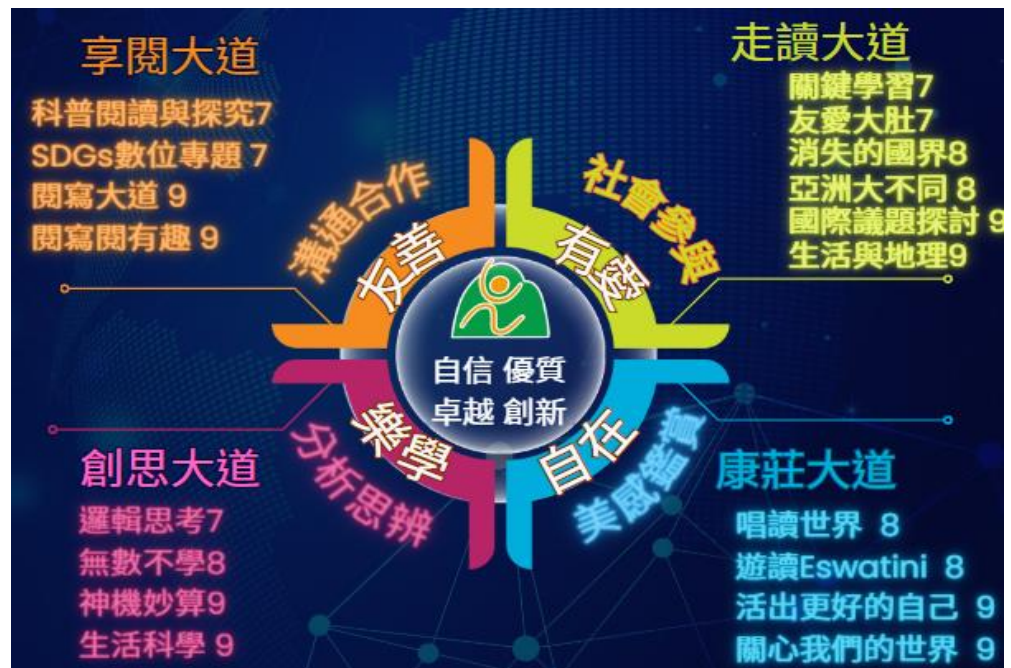 享閱大道
科普閱讀與探究7
SDGs數位專題 7
閱寫大道 9
閱寫閱有趣 9
走讀大道
關鍵學習7
友愛大肚7
消失的國界8
亞洲大不同 8
國際議題探討 9
生活與地理9
溝通合作
友善
社會參與
有愛
自信 優質
卓越 創新
樂學
分析思辨
自在
美感鑑賞
創思大道
邏輯思考7
無數不學8
神機妙算9
生活科學 9
康莊大道
唱讀世界 8
遊讀Eswatini 8
活出更好的自己 9
關心我們的世界 9